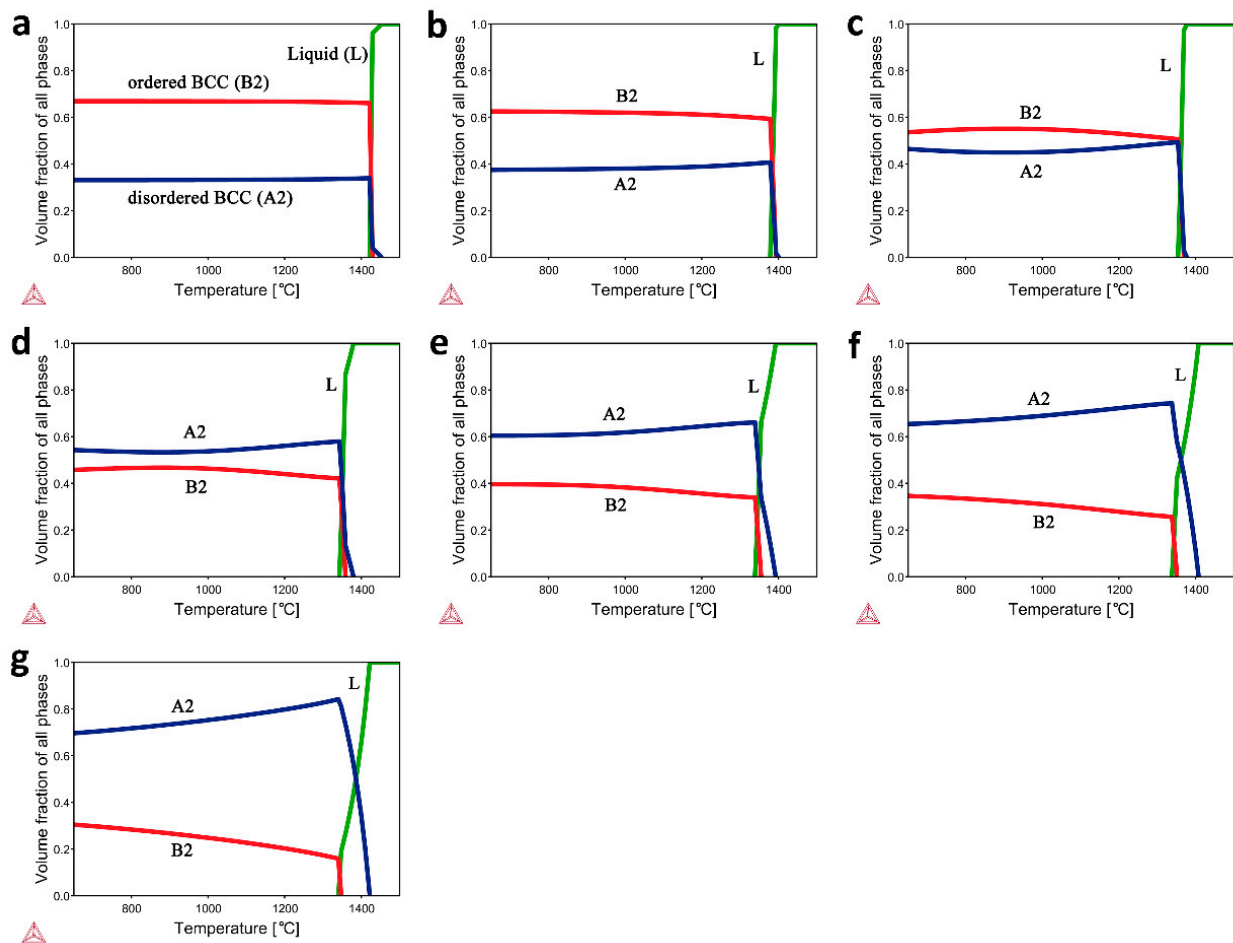 a
Volume fraction of all phases
1.0
0.8
0.6
0.4
0.2
0.0
Liquid (L)
ordered BCC (B2)
disordered BCC (A2)
800 1000 1200 1400
Temperature [°C]
b
Volume fraction of all phases
1.0
0.8
0.6
0.4
0.2
0.0
L
B2
A2
800 1000 1200 1400
Temperature [°C]
c
Volume fraction of all phases
1.0
0.8
0.6
0.4
0.2
0.0
L
B2
A2
800 1000 1200 1400
Temperature [°C]
d
Volume fraction of all phases
1.0
0.8
0.6
0.4
0.2
0.0
L
A2
B2
800 1000 1200 1400
Temperature [°C]
e
Volume fraction of all phases
1.0
0.8
0.6
0.4
0.2
0.0
L
A2
B2
800 1000 1200 1400
Temperature [°C]
f
Volume fraction of all phases
1.0
0.8
0.6
0.4
0.2
0.0
L
A2
B2
800 1000 1200 1400
Temperature [°C]
g
Volume fraction of all phases
1.0
0.8
0.6
0.4
0.2
0.0
L
A2
B2
800 1000 1200 1400
Temperature [°C]